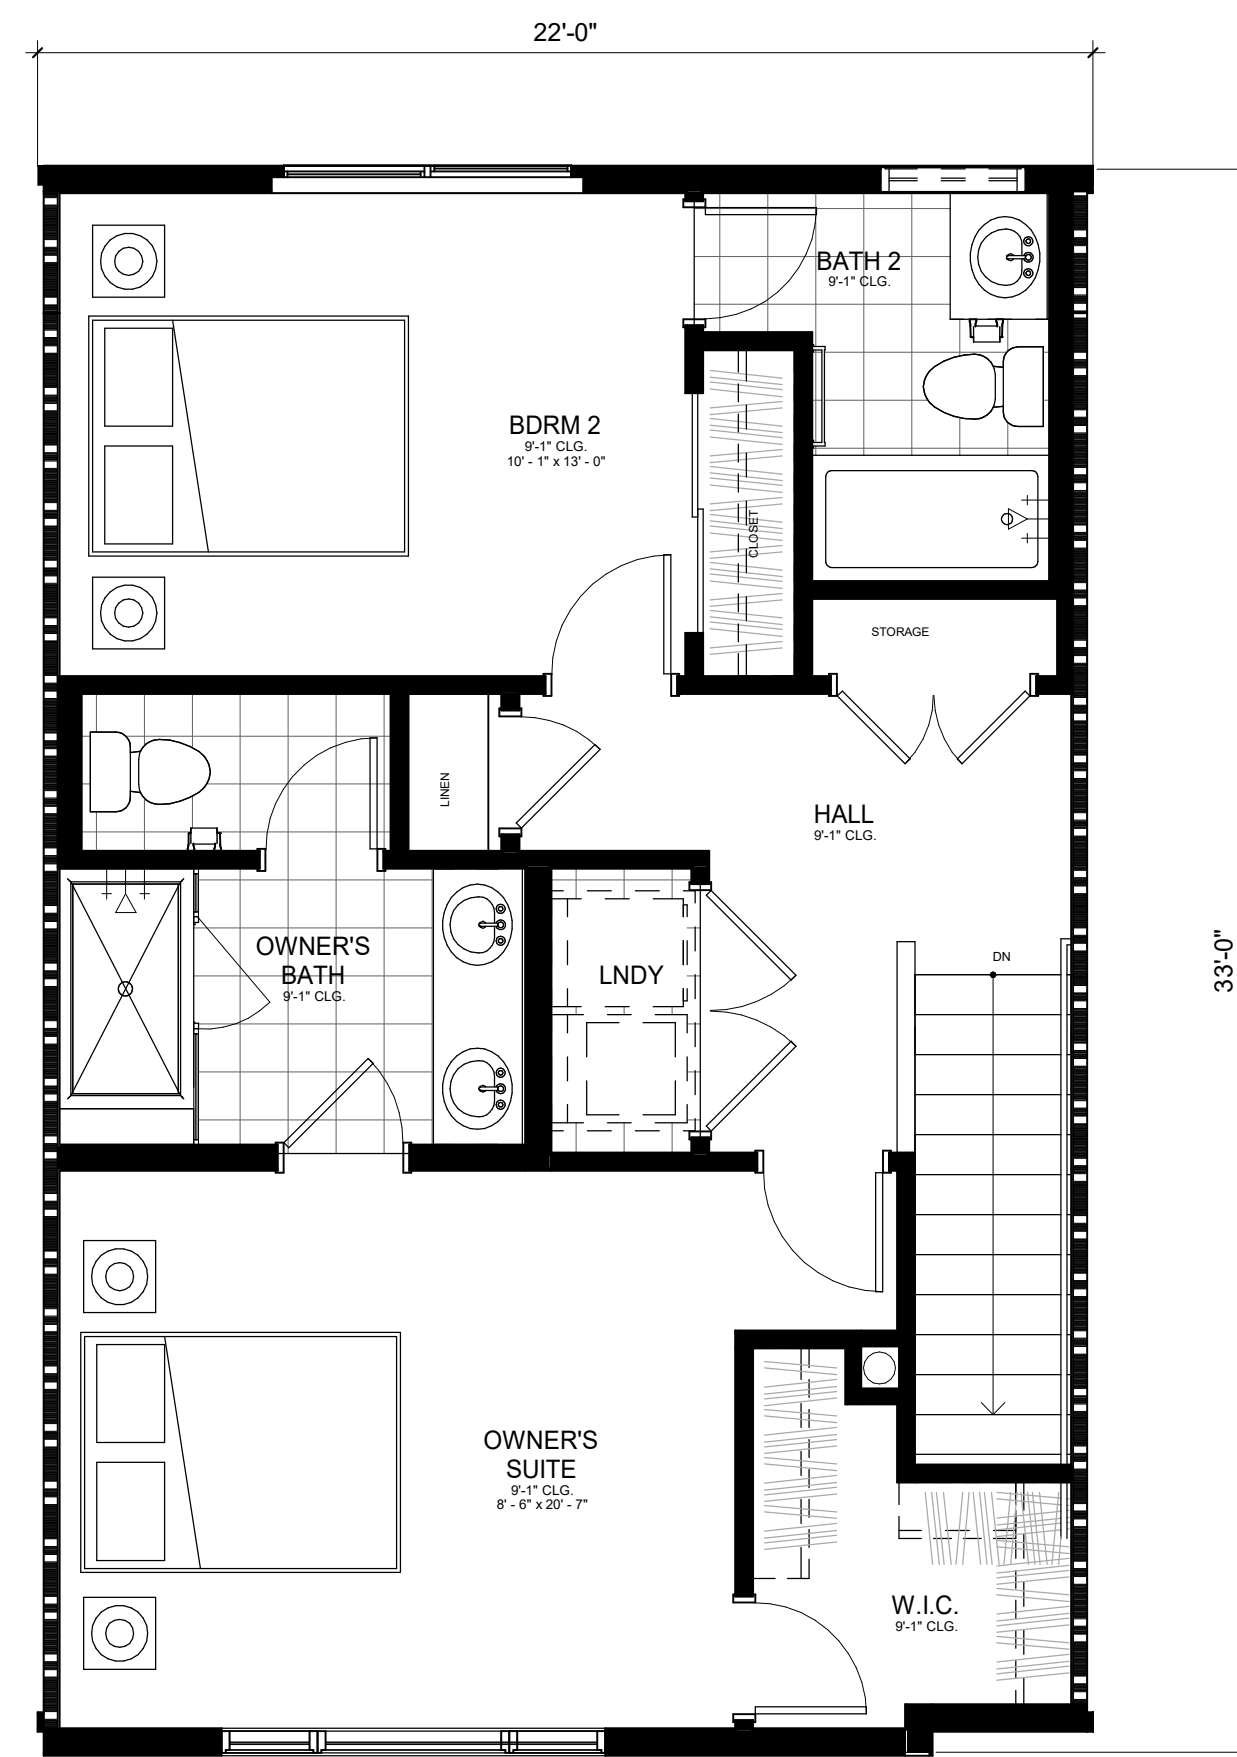 22'-0"
BATH 2
9'-1" CLG.
BDRM 2
9'-1" CLG.
10' - 1" x 13' - 0"
CLOSET
STORAGE
LINEN
HALL
9'-1" CLG.
OWNER'S
BATH
9'-1" CLG.
LNDY
DN
33'-0"
OWNER'S
SUITE
9'-1" CLG.
8' - 6" x 20' - 7"
W.I.C.
9'-1" CLG.